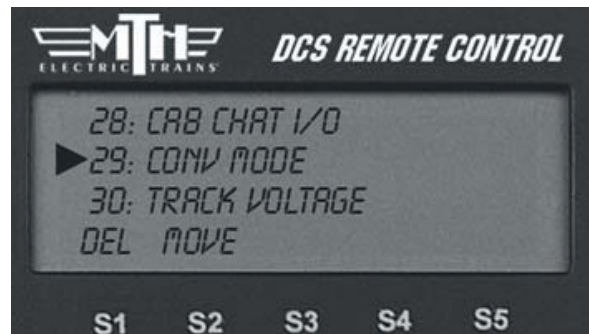 MTH
ELECTRIC TRAINS
DCS REMOTE CONTROL
28: CAB CHAT I/O
29: CONV MODE
30: TRACK VOLTAGE
DEL MOVE
S1 S2 S3 S4 S5